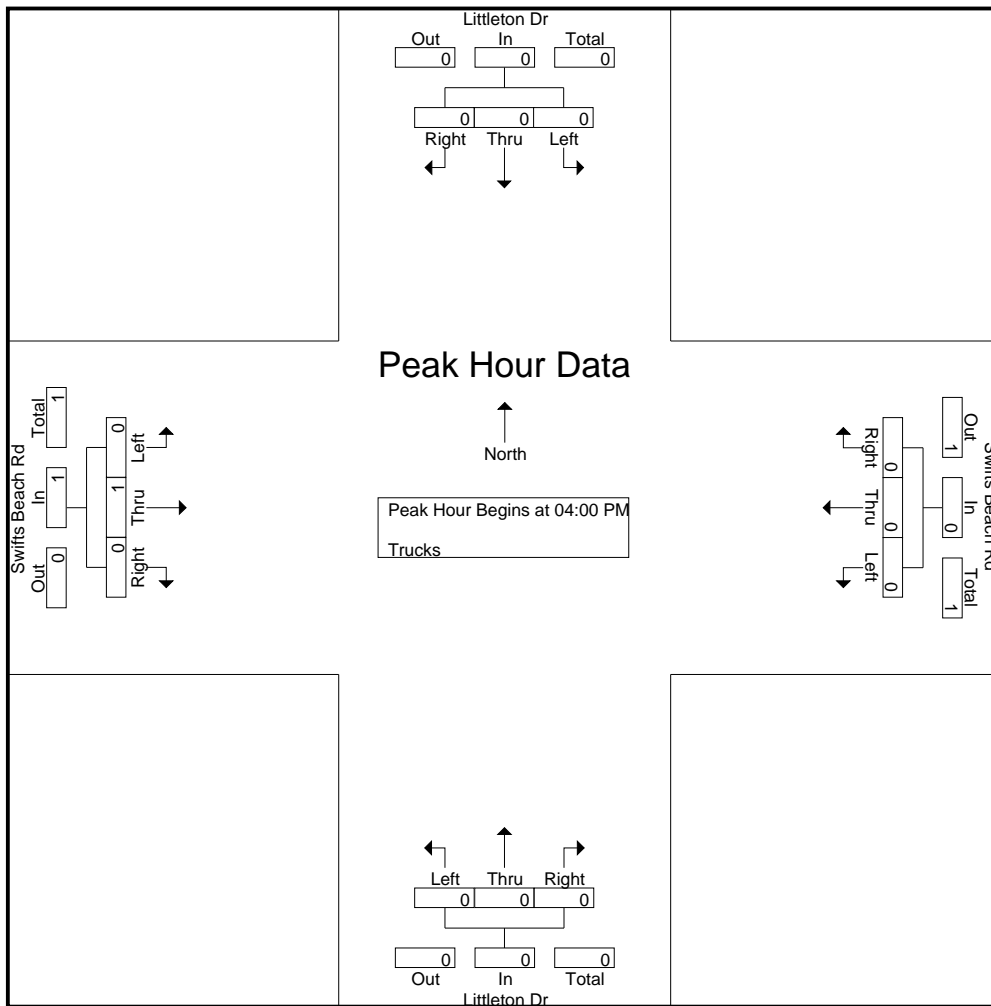 Littleton Dr
Out In Total
0 0 0
0 0 0
Right Thru Left
Peak Hour Data
North
Peak Hour Begins at 04:00 PM
Trucks
Swifts Beach Rd
Total In Out
1 1 0
0 1 0
Left Thru Right
Swifts Beach Rd
Out In Total
1 0 1
0 0 0
Right Thru Left
Left Thru Right
0 0 0
0 0 0
Out In Total
Littleton Dr